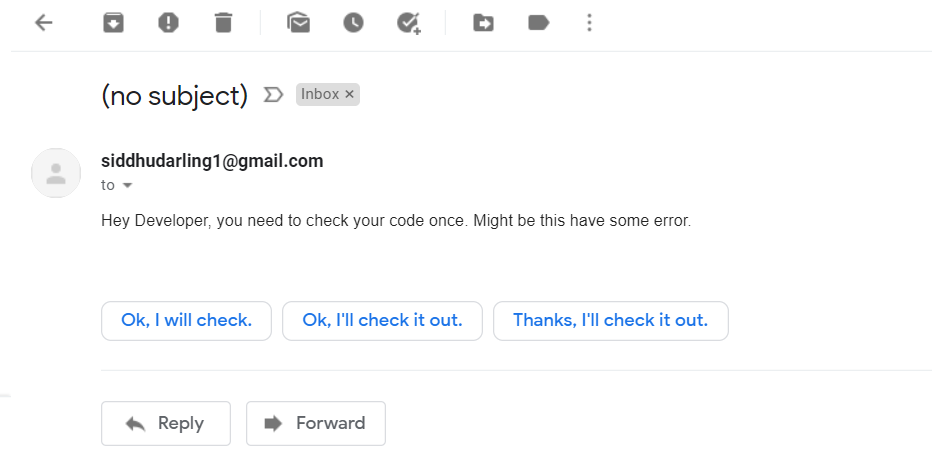 (no subject) Inbox ×
siddhudarling1@gmail.com
to
Hey Developer, you need to check your code once. Might be this have some error.
Ok, I will check. Ok, I'll check it out. Thanks, I'll check it out.
Reply Forward